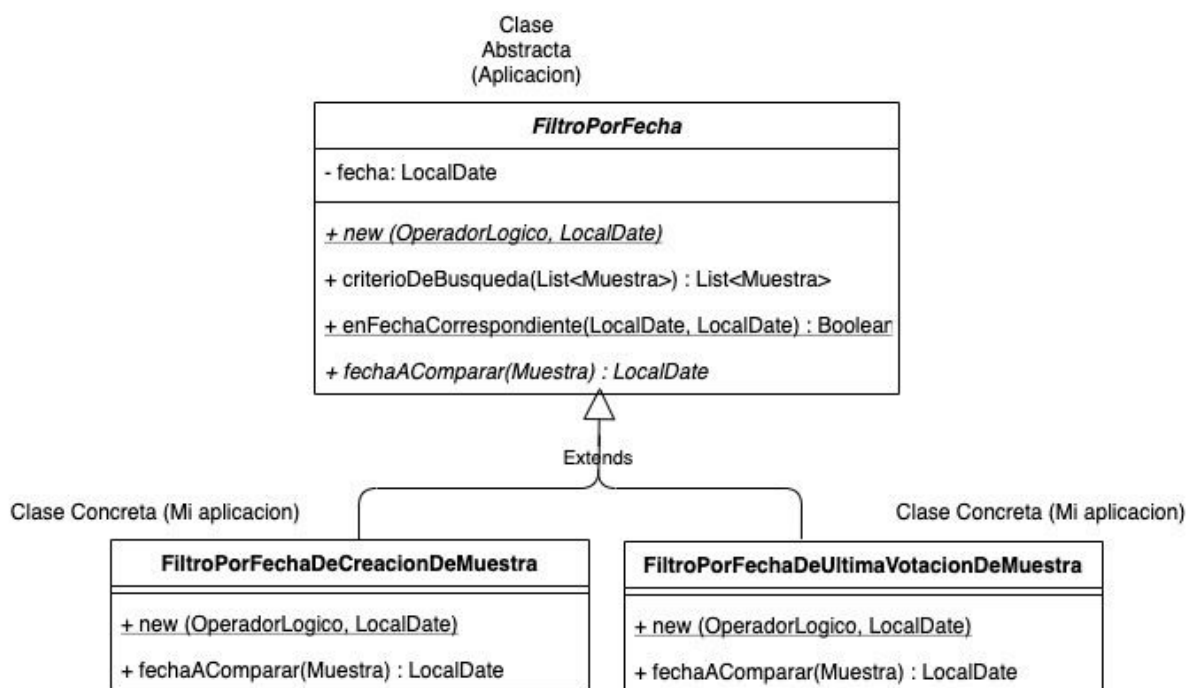 Clase
Abstracta
(Aplicacion)
FiltroPorFecha
- fecha: LocalDate
+ new (OperadorLogico, LocalDate)
+ criterioDeBusqueda(List<Muestra>) : List<Muestra>
+ enFechaCorrespondiente(LocalDate, LocalDate) : Boolean
+ fechaAComparar(Muestra) : LocalDate
Extends
Clase Concreta (Mi aplicacion)
Clase Concreta (Mi aplicacion)
FiltroPorFechaDeCreacionDeMuestra
+ new (OperadorLogico, LocalDate)
+ fechaAComparar(Muestra) : LocalDate
FiltroPorFechaDeUltimaVotacionDeMuestra
+ new (OperadorLogico, LocalDate)
+ fechaAComparar(Muestra) : LocalDate